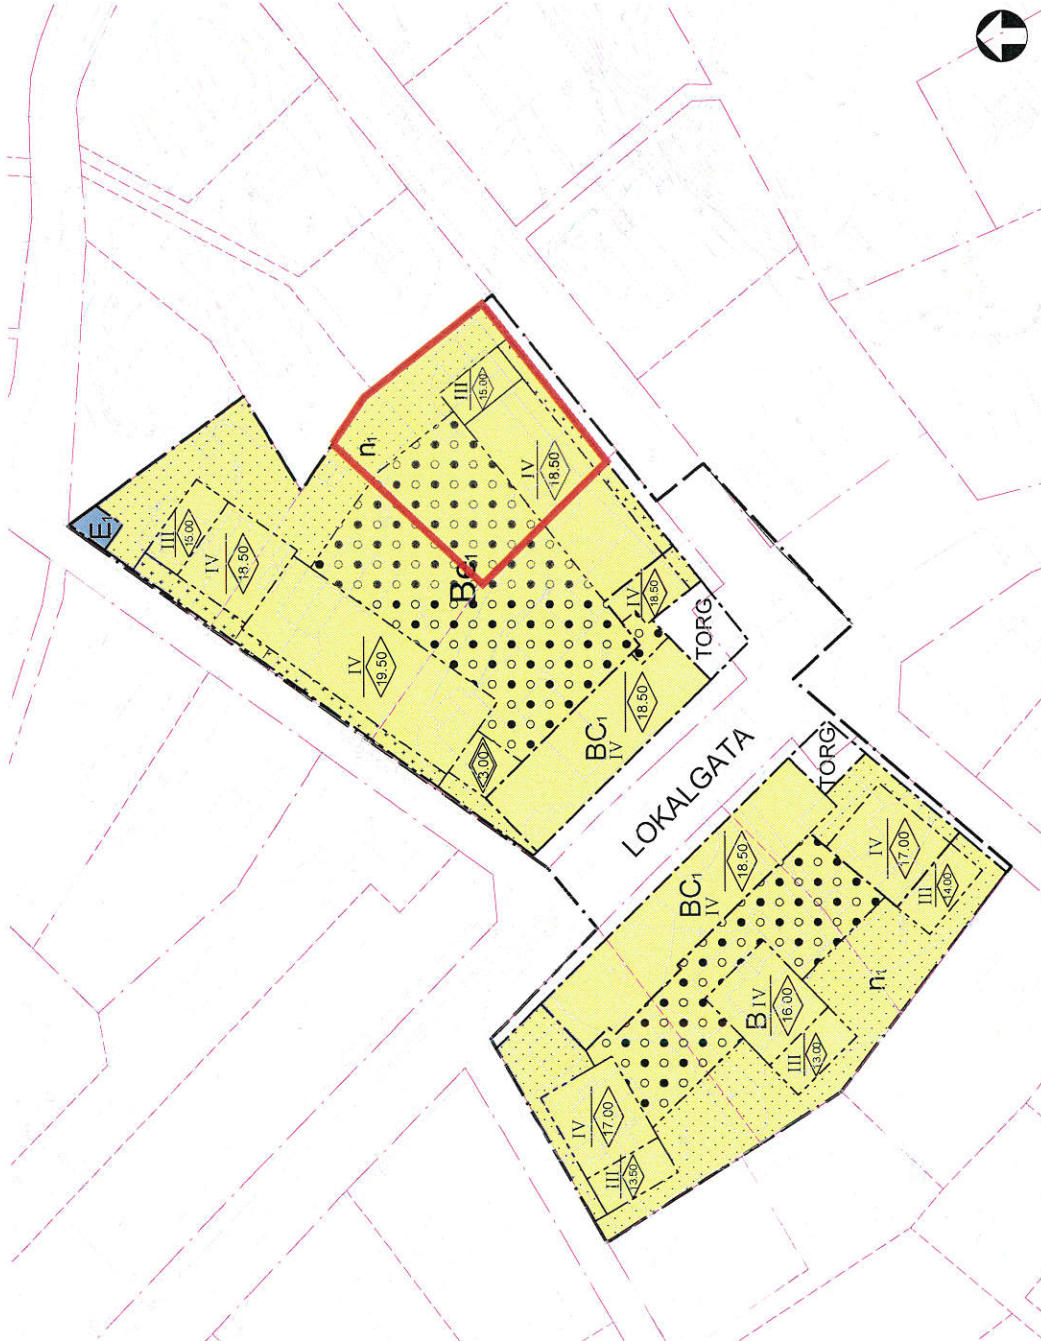 E1
III
15.00
IV
18.50
IV
19.50
3.00
n1
III
15.00
IV
18.50
BC1
IV
18.50
TORG
BC1
IV
18.50
LOKALGATA
TORG
BC1
IV
18.50
IV
17.00
III
14.00
n1
B IV
16.00
III
13.00
IV
17.00
III
13.50